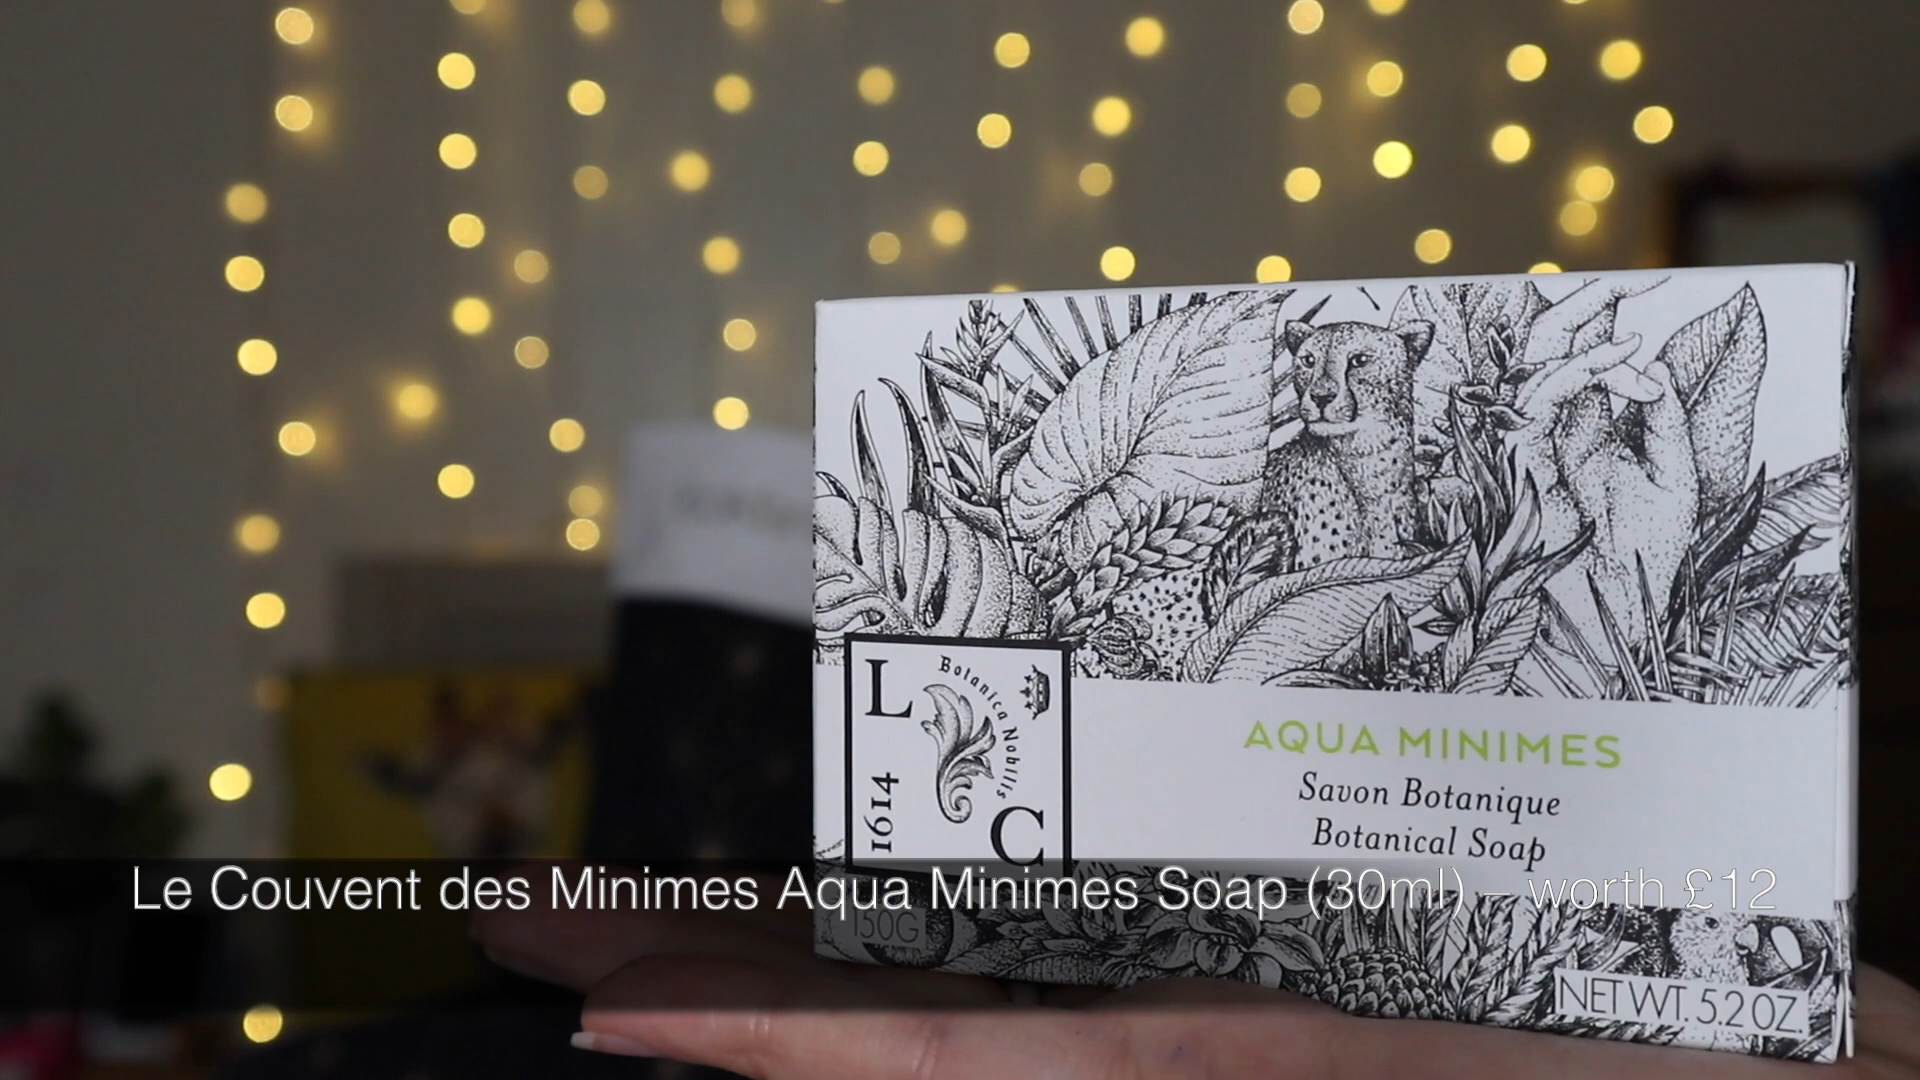 L
Botanica Nobilis
1614
C
AQUA MINIMES
Savon Botanique
Botanical Soap
Le Couvent des Minimes Aqua Minimes Soap (30ml) – worth £12
150G
NET WT. 5.2 OZ.